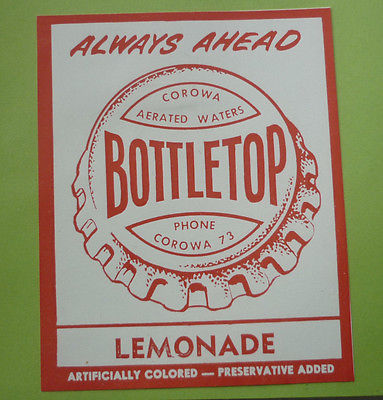 ALWAYS AHEAD
COROWA
AERATED WATERS
BOTTLETOP
PHONE
COROWA 73
LEMONADE
ARTIFICIALLY COLORED — PRESERVATIVE ADDED